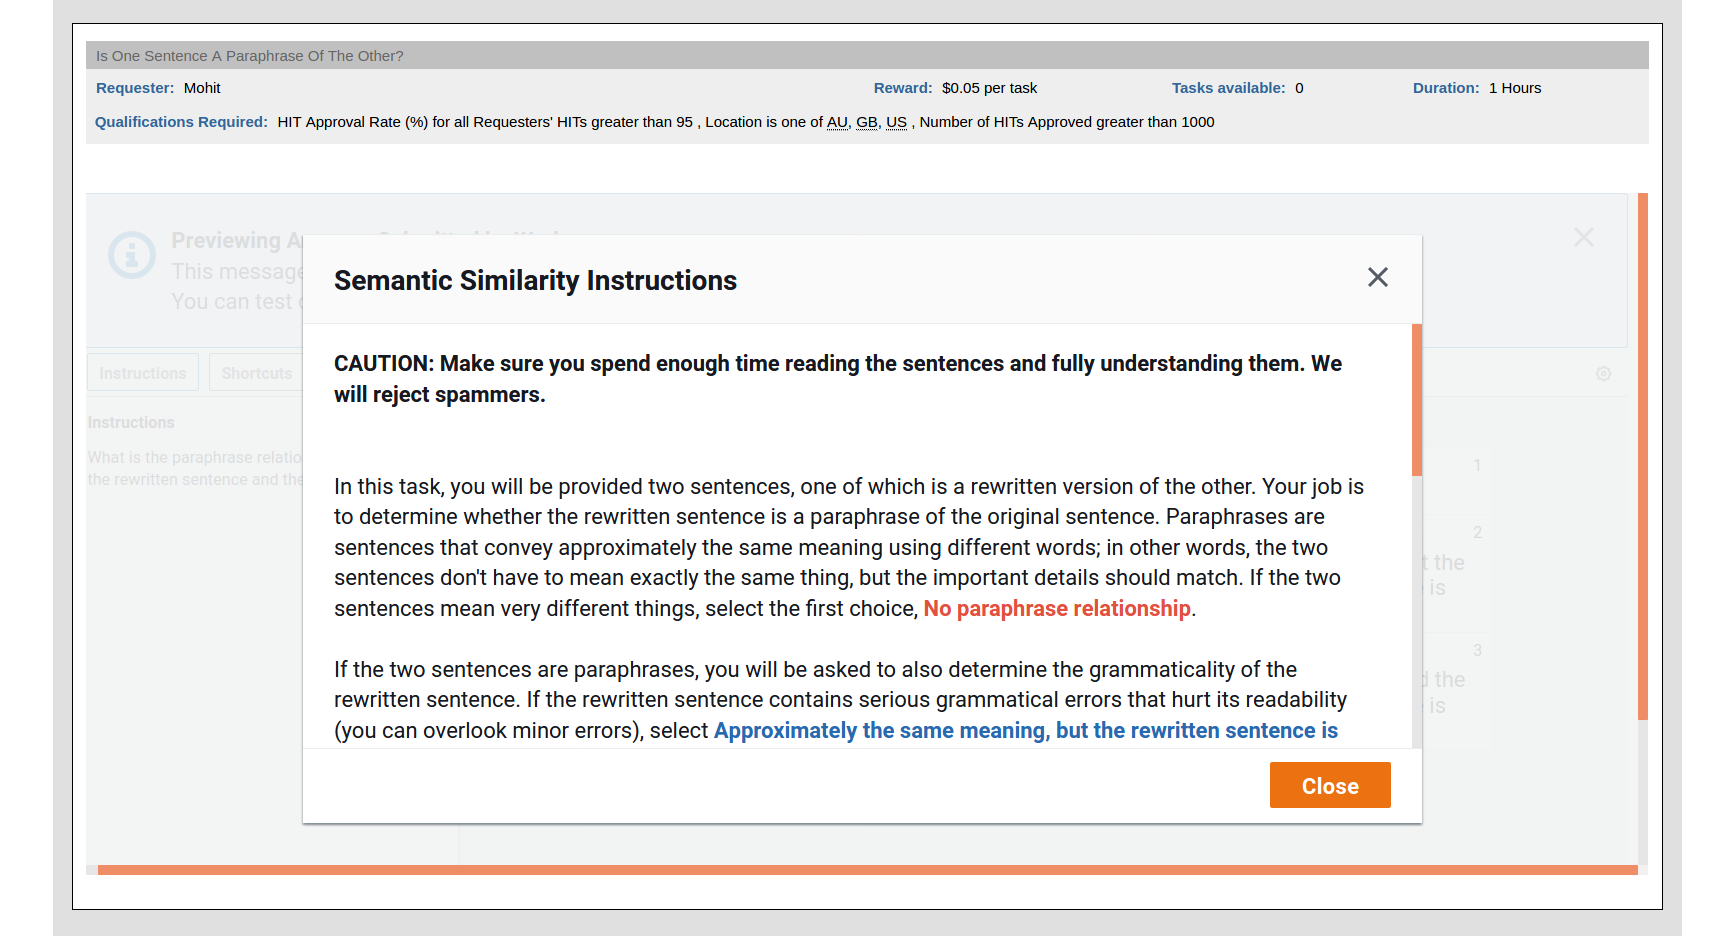 Is One Sentence A Paraphrase Of The Other?
Requester: Mohit Reward: $0.05 per task Tasks available: 0 Duration: 1 Hours
Qualifications Required: HIT Approval Rate (%) for all Requesters' HITs greater than 95 , Location is one of AU, GB, US , Number of HITs Approved greater than 1000
Previewing
This message
You can test
Instructions Shortcuts
Instructions
What is the paraphrase
the rewritten sentence and the
Semantic Similarity Instructions
CAUTION: Make sure you spend enough time reading the sentences and fully understanding them. We
will reject spammers.
In this task, you will be provided two sentences, one of which is a rewritten version of the other. Your job is
to determine whether the rewritten sentence is a paraphrase of the original sentence. Paraphrases are
sentences that convey approximately the same meaning using different words; in other words, the two
sentences don't have to mean exactly the same thing, but the important details should match. If the two
sentences mean very different things, select the first choice, No paraphrase relationship.
If the two sentences are paraphrases, you will be asked to also determine the grammaticality of the
rewritten sentence. If the rewritten sentence contains serious grammatical errors that hurt its readability
(you can overlook minor errors), select Approximately the same meaning, but the rewritten sentence is
Close
1
2
the
is
3
the
is